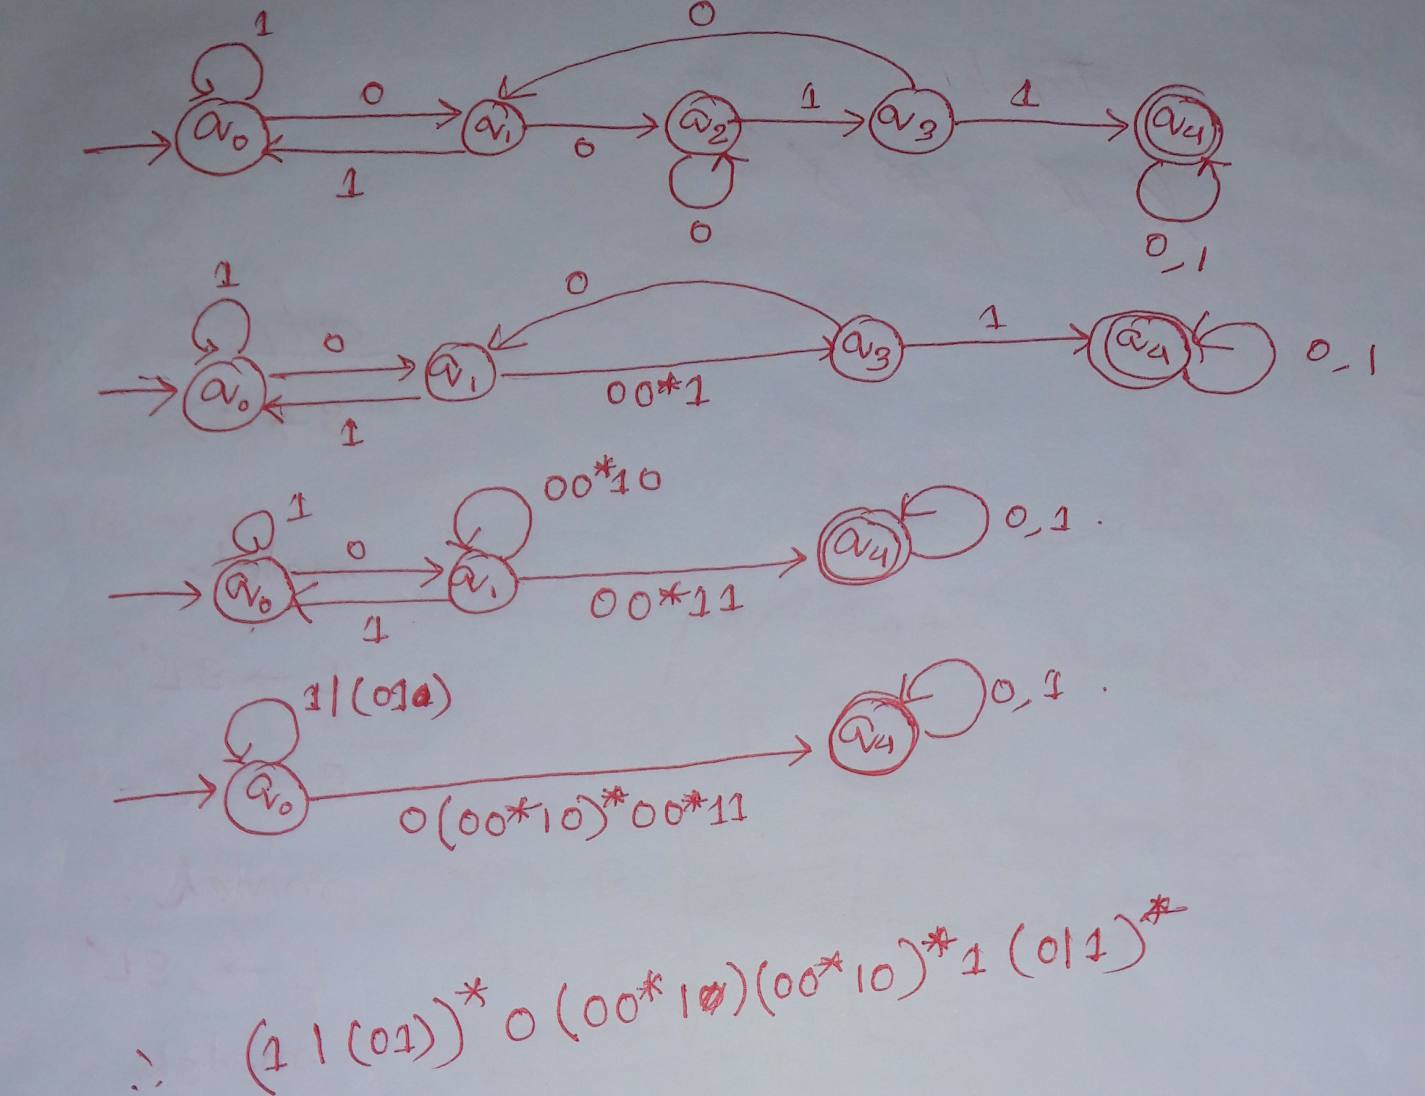 1
0
0 1 1
q0 q1 q2 q3 q4
1 0
0 0,1
1 0
0 1
q0 q1 q3 q4 0,1
1 00*1
1 00*10
0 0,1.
q0 q1 q4
1 00*11
1|(01) 0,1.
q0 q4
0(00*10)*00*11
∴ (1|(01))*0(00*10)(00*10)*1(0|1)*